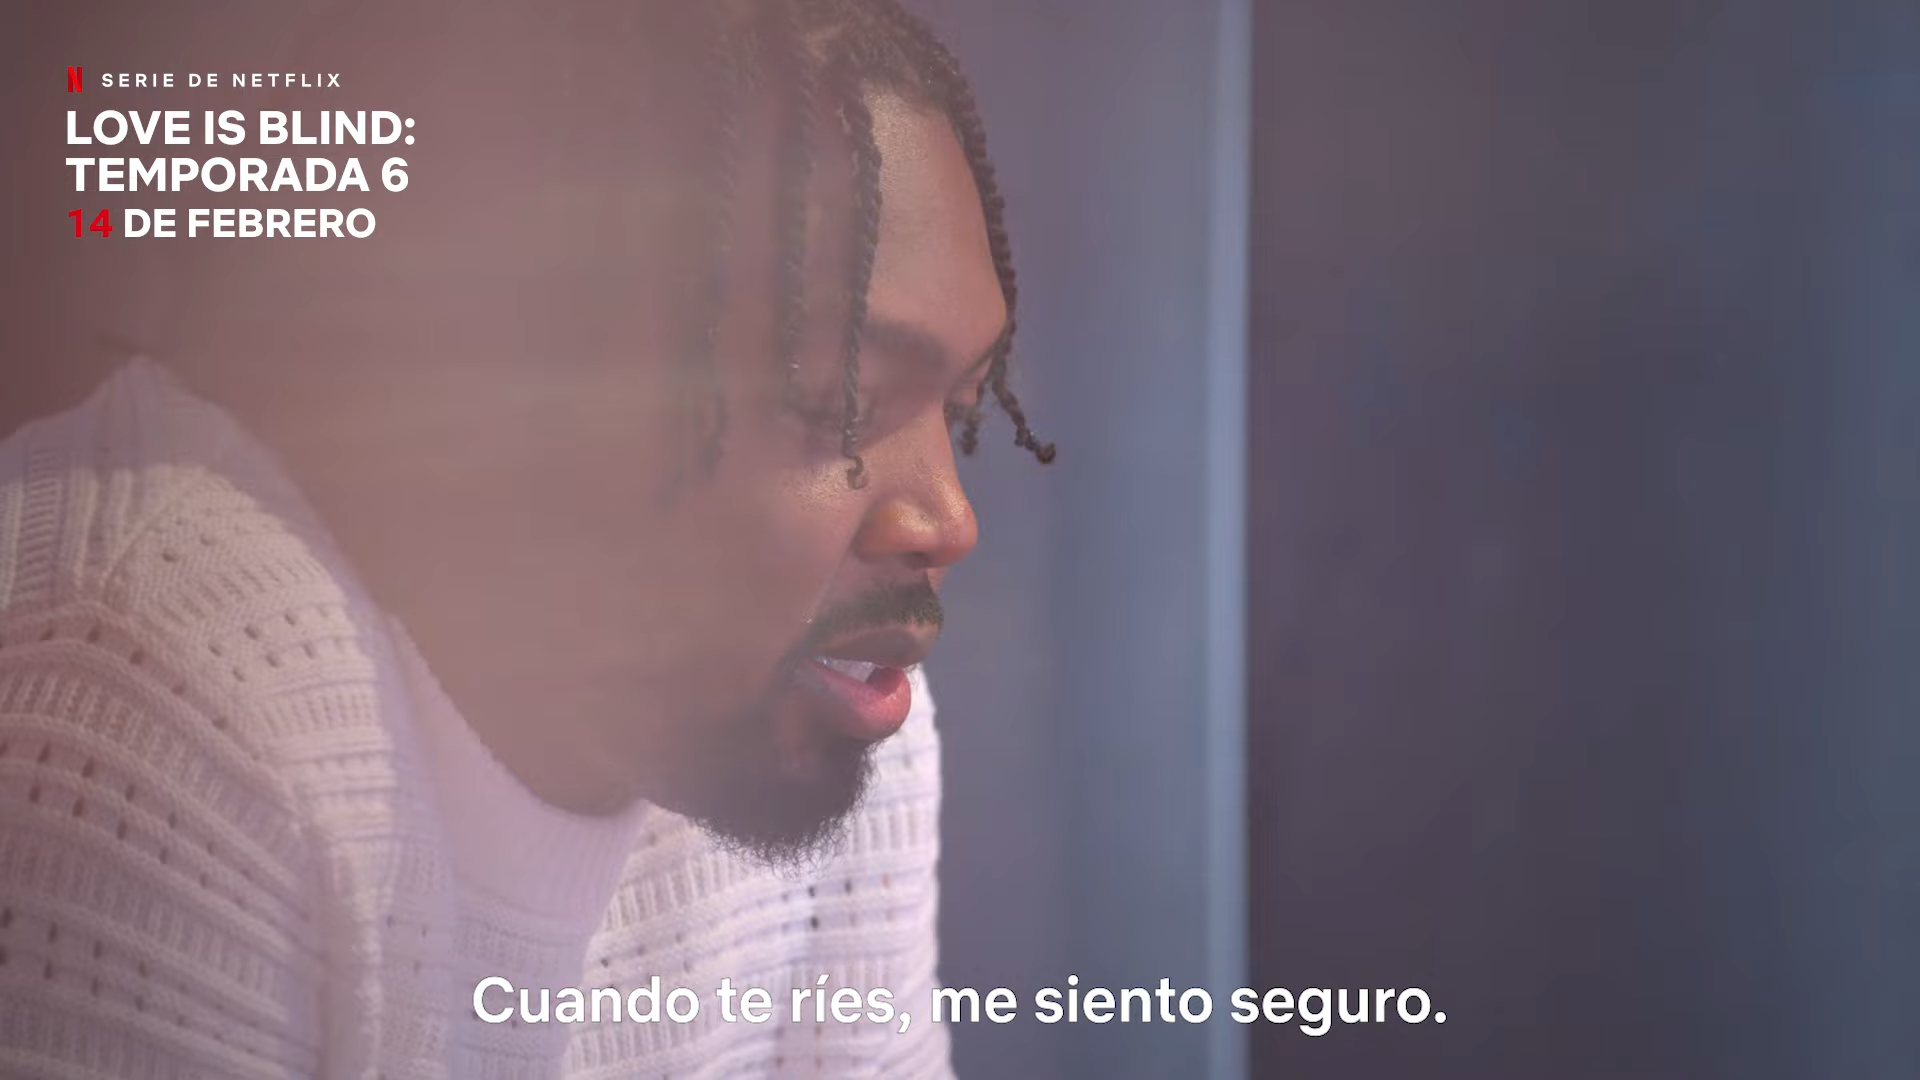 SERIE DE NETFLIX
LOVE IS BLIND:
TEMPORADA 6
14 DE FEBRERO
Cuando te ríes, me siento seguro.